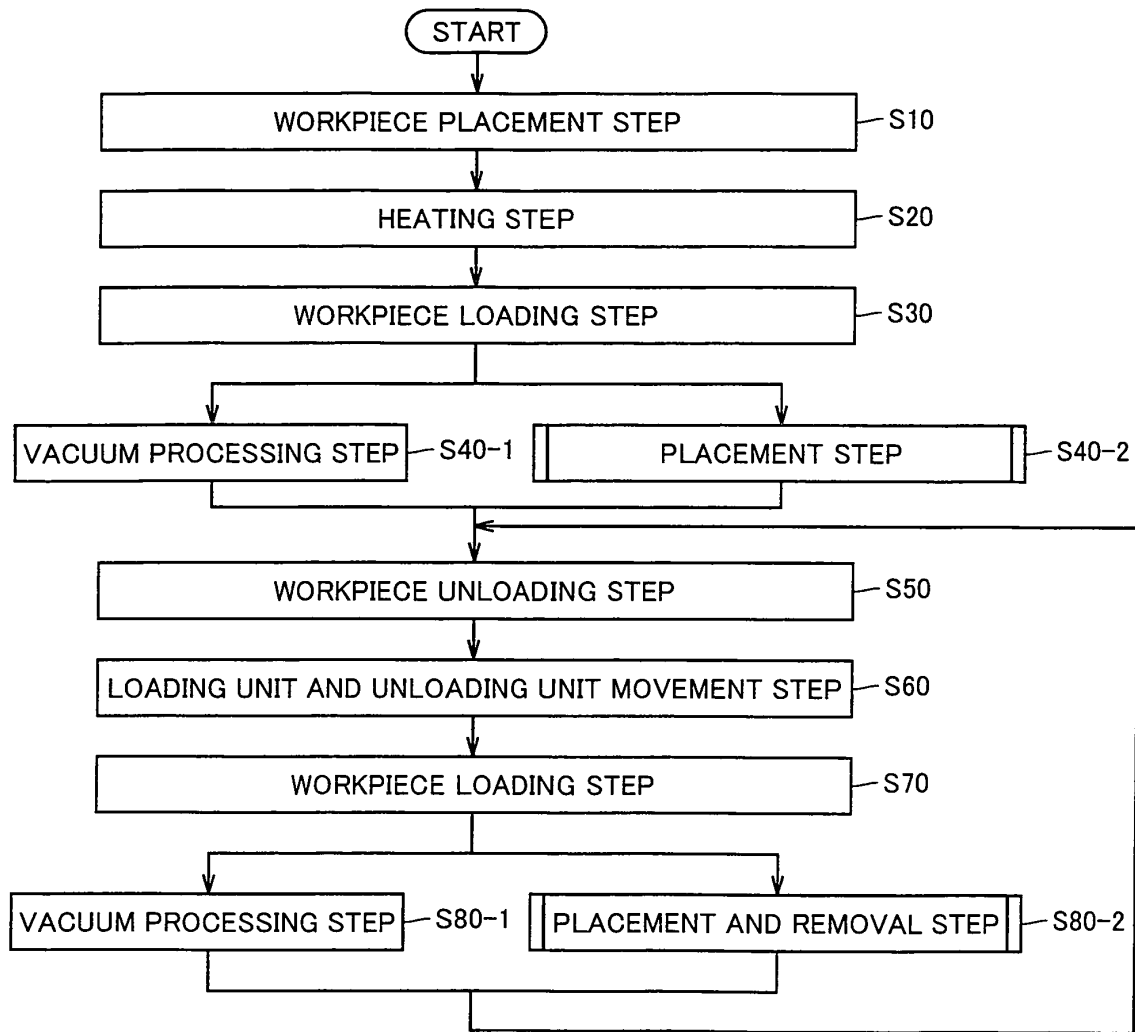 START
WORKPIECE PLACEMENT STEP S10
HEATING STEP S20
WORKPIECE LOADING STEP S30
VACUUM PROCESSING STEP S40-1 PLACEMENT STEP S40-2
WORKPIECE UNLOADING STEP S50
LOADING UNIT AND UNLOADING UNIT MOVEMENT STEP S60
WORKPIECE LOADING STEP S70
VACUUM PROCESSING STEP S80-1 PLACEMENT AND REMOVAL STEP S80-2